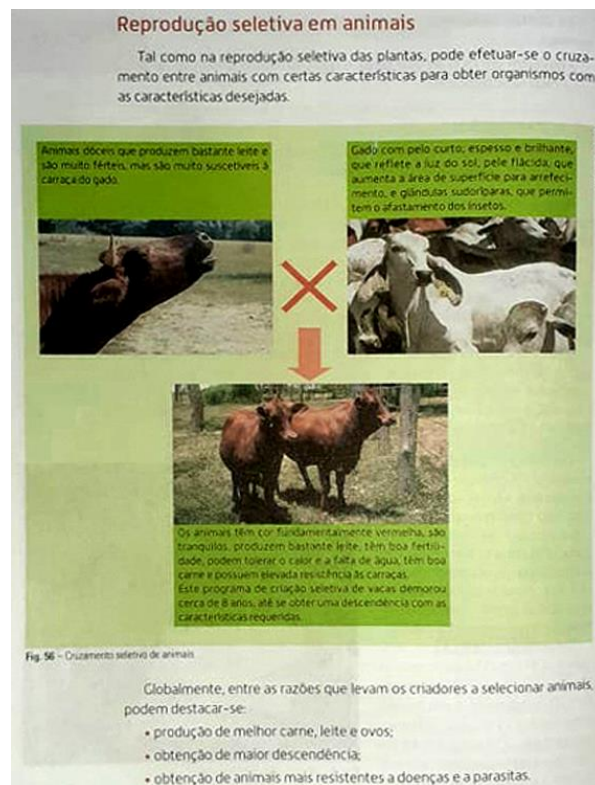 Reprodução seletiva em animais
Tal como na reprodução seletiva das plantas, pode efetuar-se o cruza-
mento entre animais com certas características para obter organismos com
as características desejadas.
Animais dóceis que produzem bastante leite e
são muito férteis, mas são muito suscetíveis à
carraça do gado.
Gado com pelo curto, espesso e brilhante,
que reflete a luz do sol, pele flácida, que
aumenta a área de superfície para arrefeci-
mento, e glândulas sudoríparas, que permi-
tem o afastamento dos insetos.
Os animais têm cor fundamentalmente vermelha, são
tranquilos, produzem bastante leite, têm boa fertili-
dade, podem tolerar o calor e a falta de água, têm boa
carne e possuem elevada resistência às carraças.
Este programa de criação seletiva de vacas demorou
cerca de 8 anos, até se obter uma descendência com as
características requeridas.
Fig. 56 – Cruzamento seletivo de animais
Globalmente, entre as razões que levam os criadores a selecionar animais,
podem destacar-se:
• produção de melhor carne, leite e ovos;
• obtenção de maior descendência;
• obtenção de animais mais resistentes a doenças e a parasitas.